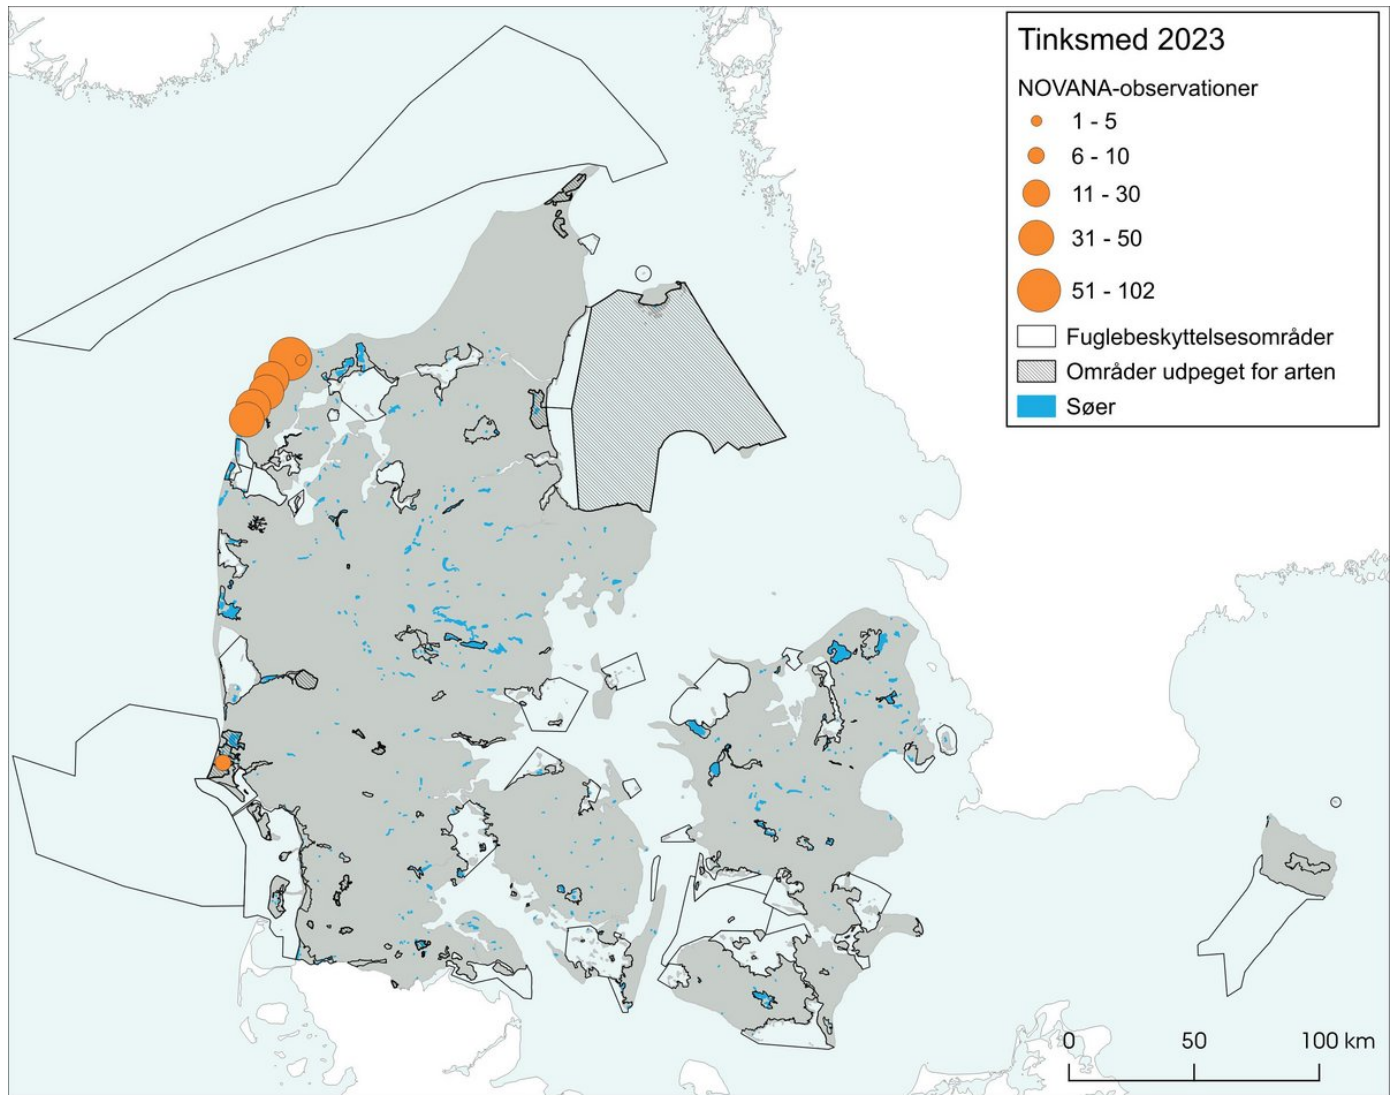 Tinksmed 2023
NOVANA-observationer
1 - 5
6 - 10
11 - 30
31 - 50
51 - 102
Fuglebeskyttelsesområder
Områder udpeget for arten
Søer
0 50 100 km